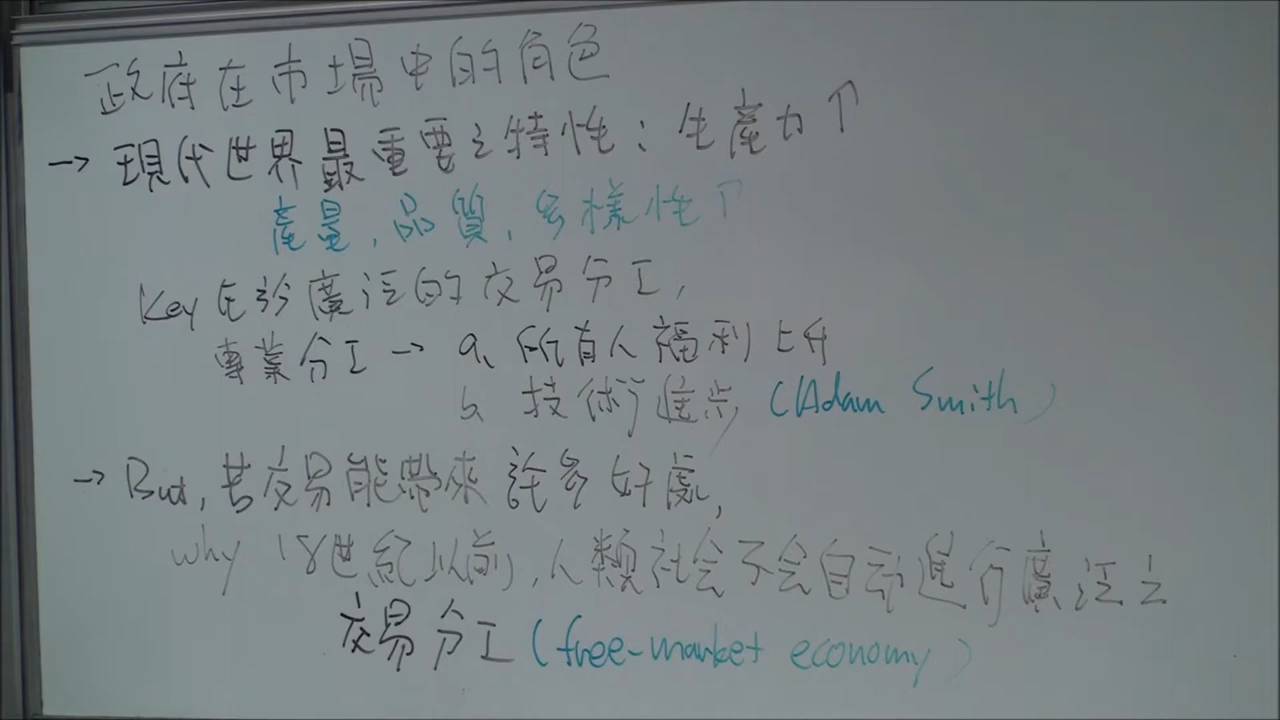 政府在市場中的角色
→ 現代世界最重要之特性：生產力↑
產量，品質，多樣性↑
Key在於廣泛的交易分工，
專業分工 → a. 所有人福利上升
b. 技術進步 (Adam Smith)
→ But, 若交易能帶來許多好處，
why 18世紀以前，人類社会不会自动進行廣泛之
交易分工 (free-market economy)